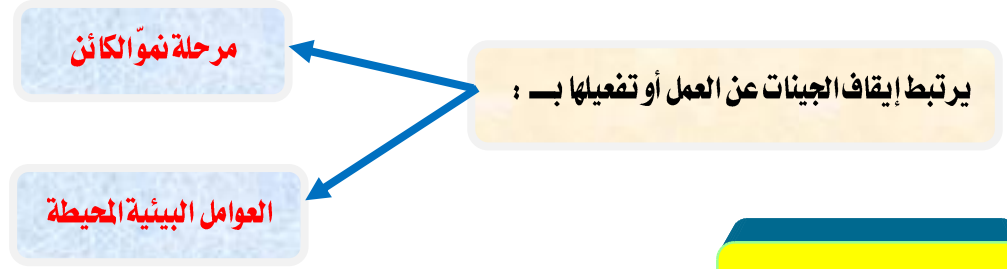 يرتبط إيقاف الجينات عن العمل أو تفعيلها بـــ :
مرحلة نموّ الكائن
العوامل البيئية المحيطة